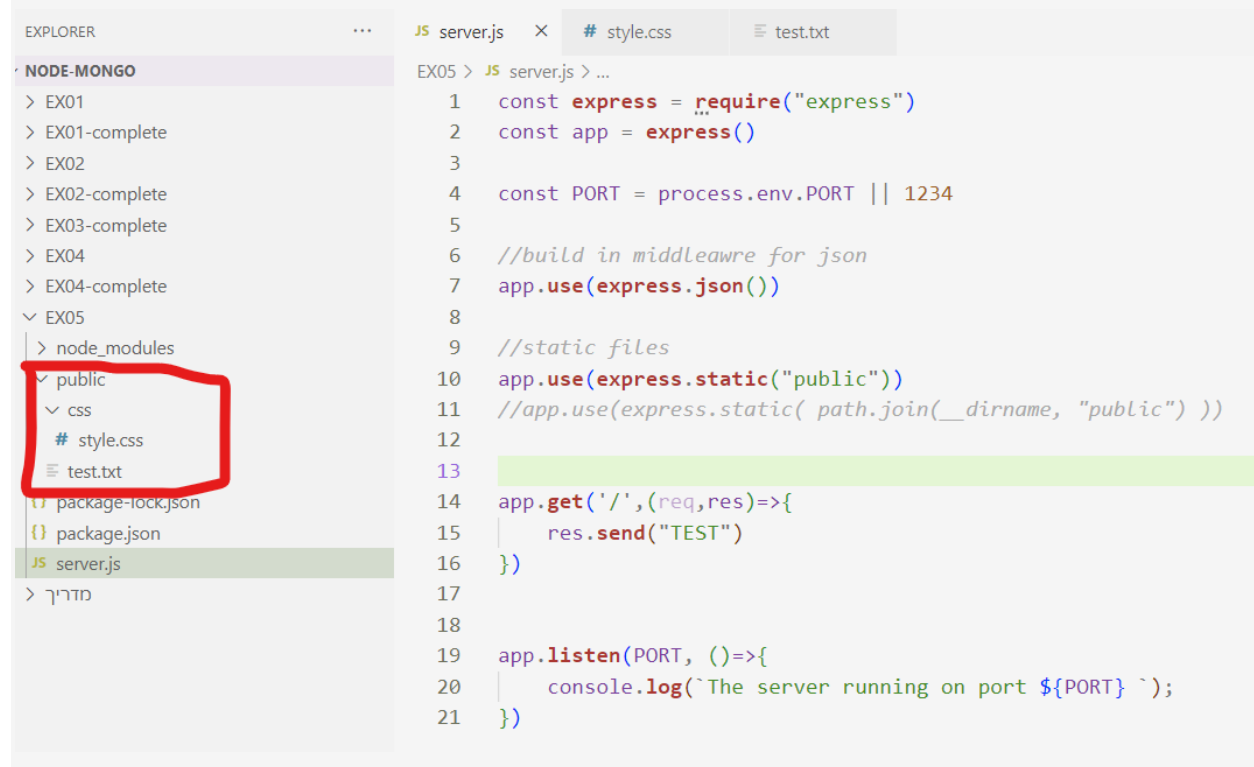 EXPLORER ...
NODE-MONGO
> EX01
> EX01-complete
> EX02
> EX02-complete
> EX03-complete
> EX04
> EX04-complete
EX05
> node_modules
public
css
# style.css
test.txt
{} package-lock.json
{} package.json
JS server.js
> מדריך
JS server.js × # style.css test.txt
EX05 > JS server.js > ...
1 const express = require("express")
2 const app = express()
3
4 const PORT = process.env.PORT || 1234
5
6 //build in middleawre for json
7 app.use(express.json())
8
9 //static files
10 app.use(express.static("public"))
11 //app.use(express.static( path.join(__dirname, "public") ))
12
13
14 app.get('/',(req,res)=>{
15 res.send("TEST")
16 })
17
18
19 app.listen(PORT, ()=>{
20 console.log(`The server running on port ${PORT} `);
21 })